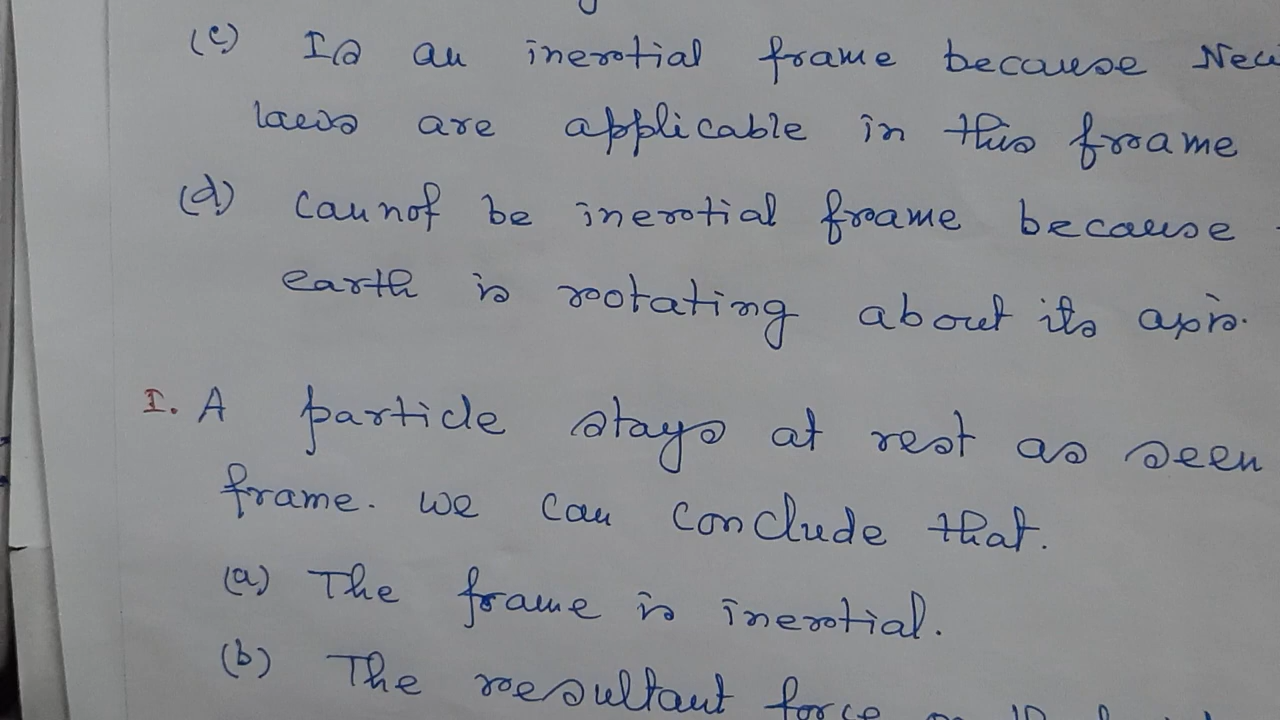 (c) Is an inertial frame because
laws are applicable in this frame
(d) Cannot be inertial frame because
earth is rotating about its axis.
I. A particle stays at rest as seen
frame. We can conclude that.
(a) The frame is inertial.
(b) The resultant force